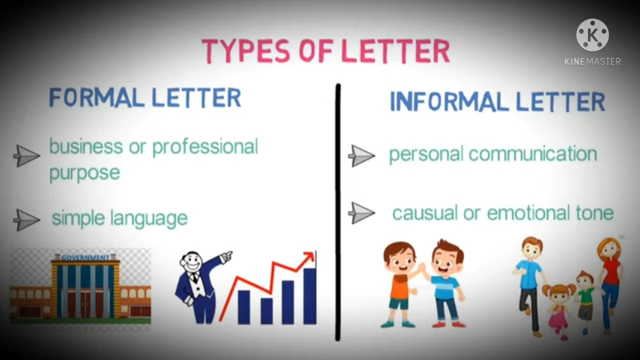 TYPES OF LETTER
FORMAL LETTER
business or professional
purpose
simple language
GOVERNMENT
INFORMAL LETTER
personal communication
causual or emotional tone
K
KINEMASTER